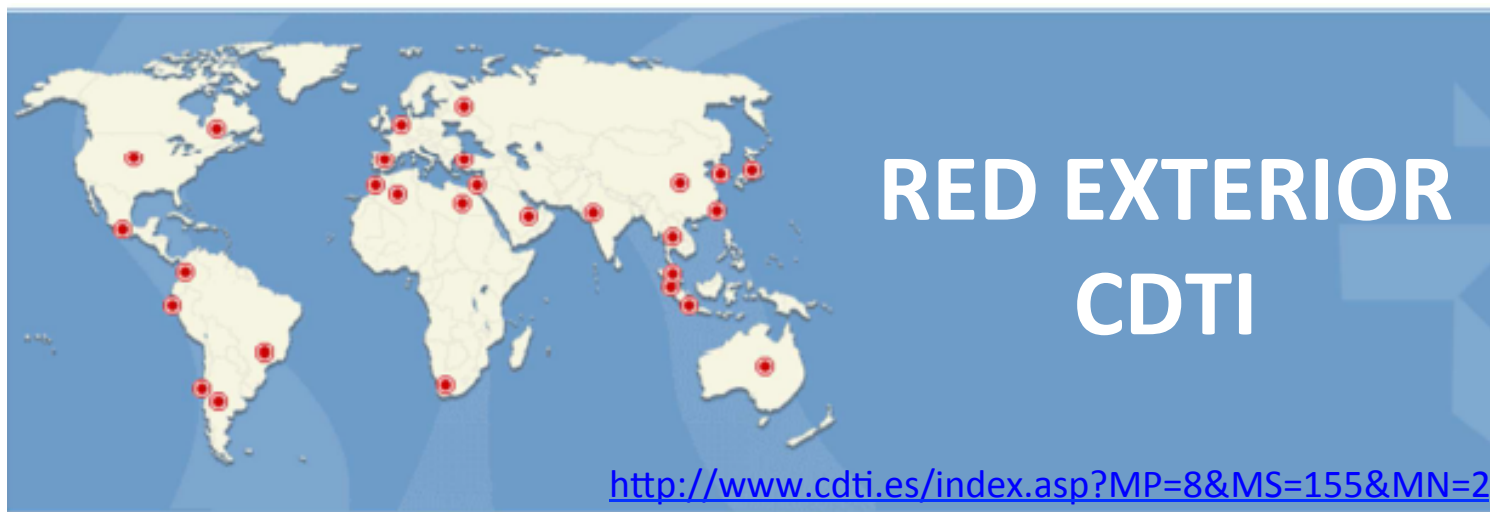 RED EXTERIOR
CDTI
http://www.cdti.es/index.asp?MP=8&MS=155&MN=2